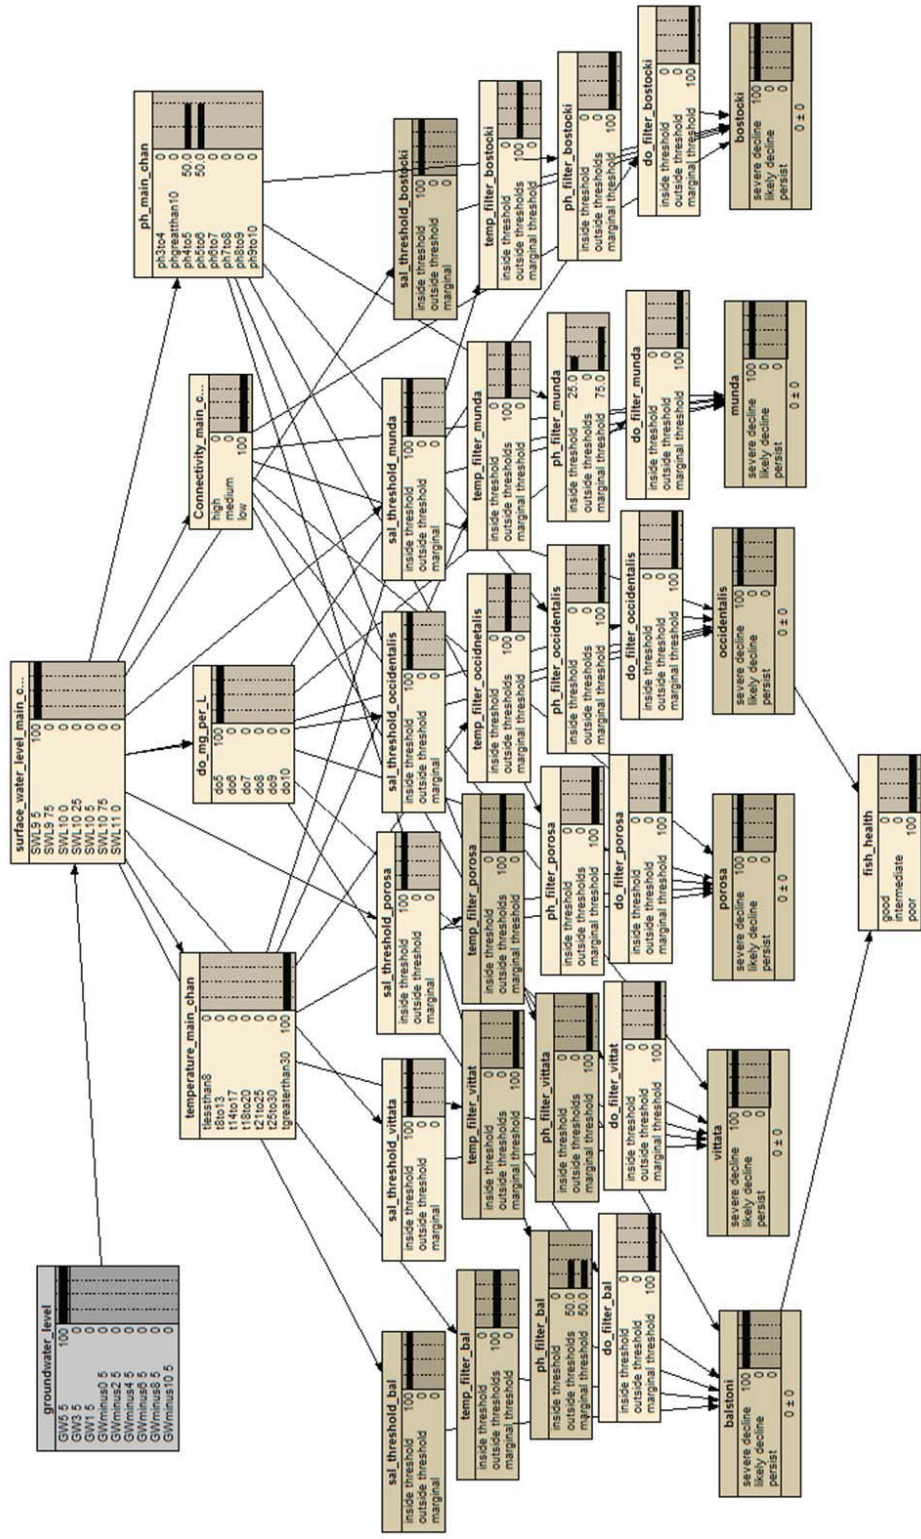 groundwater_level
GW5 5 100
GW3 5 0
GW1 5 0
GWminus0 5 0
GWminus2 5 0
GWminus4 5 0
GWminus6 5 0
GWminus8 5 0
GWminus10 5 0
surface_water_level_main_c...
SWL9 5 100
SWL9 75 0
SWL10 0 0
SWL10 25 0
SWL10 5 0
SWL10 75 0
SWL11 0 0
temperature_main_chan
tlessthan8 0
t8to13 0
t14to17 0
t18to20 0
t21to25 0
t25to30 0
tgreaterthan30 100
do_mg_per_L
do5 100
do6 0
do7 0
do8 0
do9 0
do10 0
Connectivity_main_c...
high 0
medium 0
low 100
ph_main_chan
ph3to4 0
phgreatthan10 0
ph4to5 50.0
ph5to6 50.0
ph6to7 0
ph7to8 0
ph8to9 0
ph9to10 0
sal_threshold_bal
inside threshold 100
outside threshold 0
marginal 0
sal_threshold_vittata
inside threshold 100
outside threshold 0
marginal 0
sal_threshold_porosa
inside threshold 100
outside threshold 0
marginal 0
sal_threshold_occidentalis
inside threshold 100
outside threshold 0
marginal 0
sal_threshold_munda
inside threshold 100
outside threshold 0
marginal 0
sal_threshold_bostocki
inside threshold 100
outside threshold 0
marginal 0
temp_filter_bal
inside threshold 0
outside thresholds 100
marginal threshold 0
temp_filter_vittat
inside threshold 0
outside thresholds 0
marginal threshold 100
temp_filter_porosa
inside threshold 0
outside thresholds 100
marginal threshold 0
temp_filter_occidnetalis
inside threshold 0
outside thresholds 100
marginal threshold 0
temp_filter_munda
inside threshold 0
outside thresholds 100
marginal threshold 0
temp_filter_bostocki
inside threshold 0
outside thresholds 100
marginal threshold 0
ph_filter_bal
inside threshold 0
outside thresholds 50.0
marginal threshold 50.0
ph_filter_vittata
inside threshold 0
outside thresholds 0
marginal threshold 100
ph_filter_porosa
inside threshold 0
outside thresholds 0
marginal threshold 100
ph_filter_occidentalis
inside threshold 0
outside thresholds 0
marginal threshold 100
ph_filter_munda
inside threshold 25.0
outside thresholds 0
marginal threshold 75.0
ph_filter_bostocki
inside threshold 0
outside thresholds 0
marginal threshold 100
do_filter_bal
inside threshold 0
outside threshold 0
marginal threshold 100
do_filter_vittat
inside threshold 0
outside threshold 0
marginal threshold 100
do_filter_porosa
inside threshold 0
outside threshold 0
marginal threshold 100
do_filter_occidentalis
inside threshold 0
outside threshold 0
marginal threshold 100
do_filter_munda
inside threshold 0
outside threshold 0
marginal threshold 100
do_filter_bostocki
inside threshold 0
outside threshold 0
marginal threshold 100
balstoni
severe decline 100
likely decline 0
persist 0
0 ± 0
vittata
severe decline 100
likely decline 0
persist 0
0 ± 0
porosa
severe decline 100
likely decline 0
persist 0
0 ± 0
occidentalis
severe decline 100
likely decline 0
persist 0
0 ± 0
munda
severe decline 100
likely decline 0
persist 0
0 ± 0
bostocki
severe decline 100
likely decline 0
persist 0
0 ± 0
fish_health
good 0
intermediate 0
poor 100